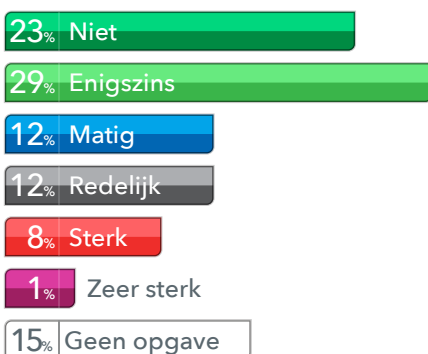 23% Niet
29% Enigszins
12% Matig
12% Redelijk
8% Sterk
1% Zeer sterk
15% Geen opgave